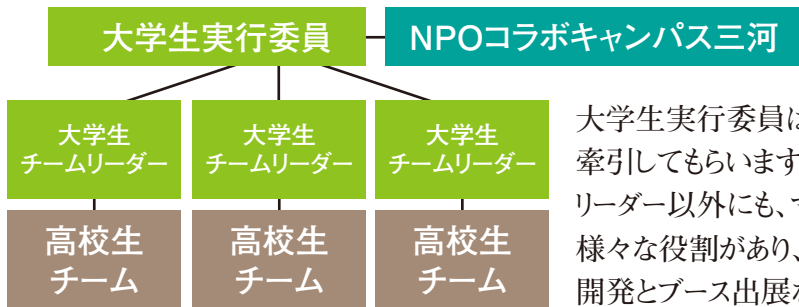 大学生実行委員
NPOコラボキャンパス三河
大学生
チームリーダー
大学生
チームリーダー
大学生
チームリーダー
高校生
チーム
高校生
チーム
高校生
チーム
大学生実行委員は
牽引してもらいます
リーダー以外にも、
様々な役割があり、
開発とブース出展